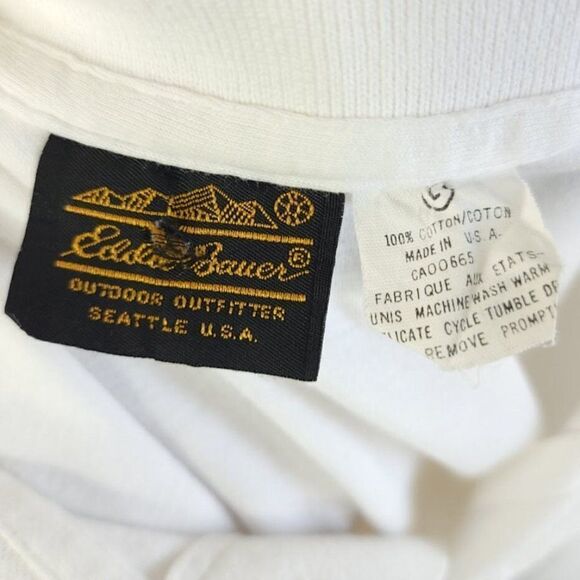 Eddie Bauer®
OUTDOOR OUTFITTER
SEATTLE U.S.A.
100% COTTON/COTON
MADE IN U.S.A.
CA00665
FABRIQUE AUX ETATS-
UNIS MACHINE WASH WARM
CYCLE TUMBLE
REMOVE